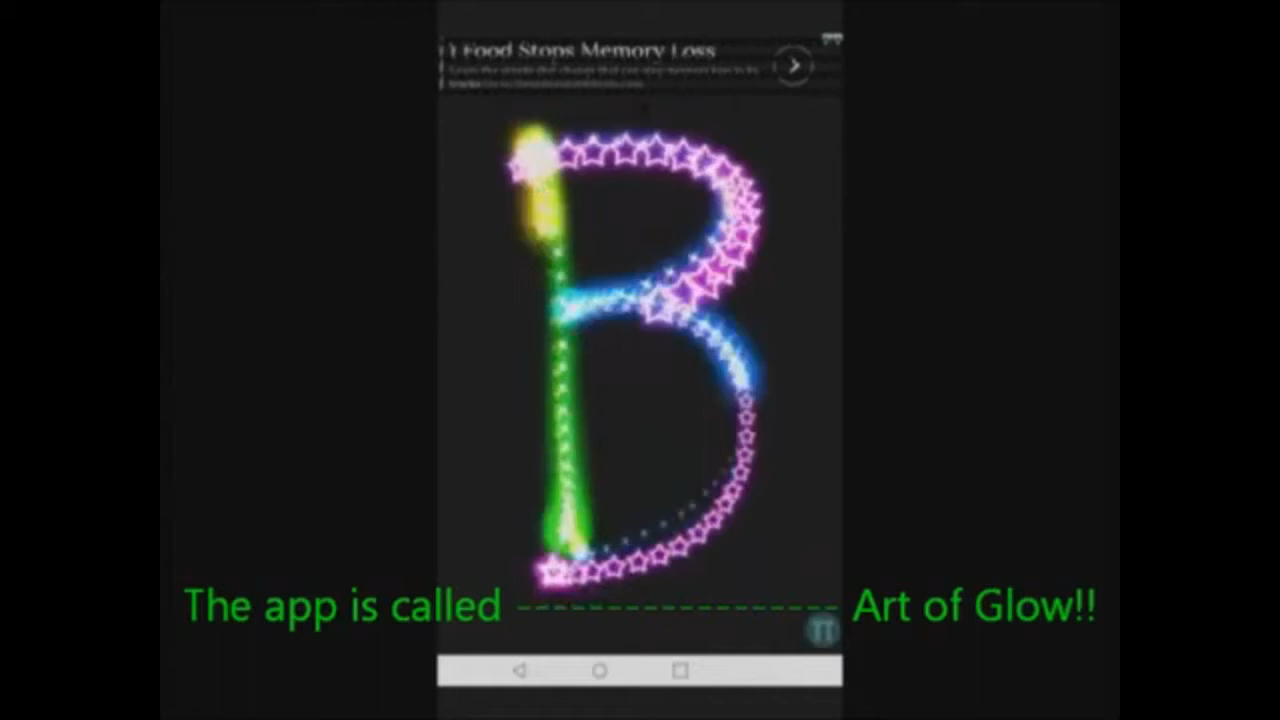 Food Stops Memory Loss
B
The app is called ---------------------------- Art of Glow!!